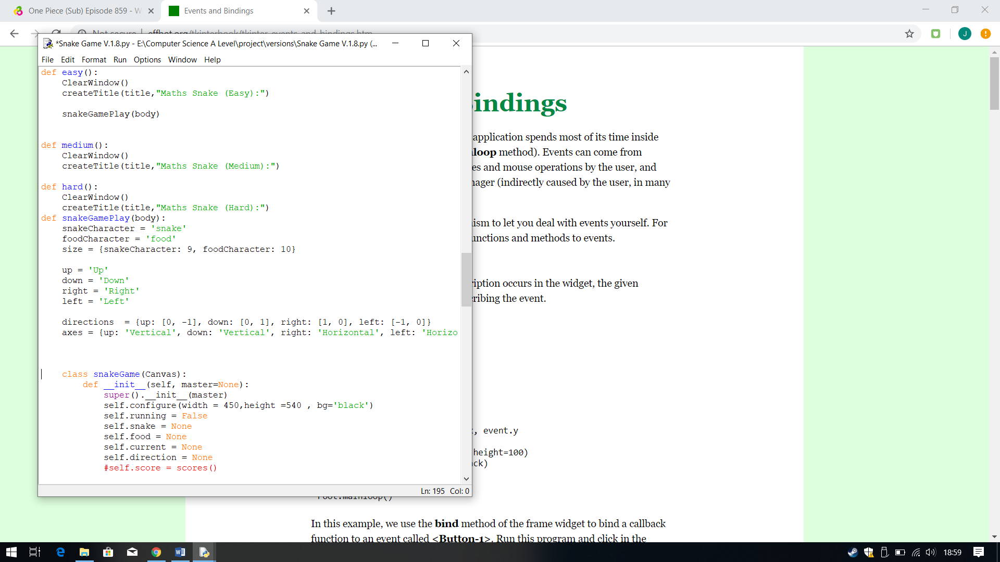 One Piece (Sub) Episode 859 - W
Events and Bindings
Not secure | effbot.org/tkinterbook/tkinter-events-and-bindings.htm
J
*Snake Game V.1.8.py - E:\Computer Science A Level\project\versions\Snake Game V.1.8.py (...
File Edit Format Run Options Window Help
def easy():
    ClearWindow()
    createTitle(title,"Maths Snake (Easy):")
    snakeGamePlay(body)
def medium():
    ClearWindow()
    createTitle(title,"Maths Snake (Medium):")
def hard():
    ClearWindow()
    createTitle(title,"Maths Snake (Hard):")
def snakeGamePlay(body):
    snakeCharacter = 'snake'
    foodCharacter = 'food'
    size = {snakeCharacter: 9, foodCharacter: 10}
    up = 'Up'
    down = 'Down'
    right = 'Right'
    left = 'Left'
    directions  = {up: [0, -1], down: [0, 1], right: [1, 0], left: [-1, 0]}
    axes = {up: 'Vertical', down: 'Vertical', right: 'Horizontal', left: 'Horizo
    class snakeGame(Canvas):
        def __init__(self, master=None):
            super().__init__(master)
            self.configure(width = 450,height =540 , bg='black')
            self.running = False
            self.snake = None
            self.food = None
            self.current = None
            self.direction = None
            #self.score = scores()
Ln: 195 Col: 0
indings
application spends most of its time inside
loop method). Events can come from
es and mouse operations by the user, and
nager (indirectly caused by the user, in many
ism to let you deal with events yourself. For
unctions and methods to events.
ription occurs in the widget, the given
cribing the event.
, event.y
height=100)
ck)
root.mainloop()
In this example, we use the bind method of the frame widget to bind a callback
function to an event called <Button-1>. Run this program and click in the
18:59